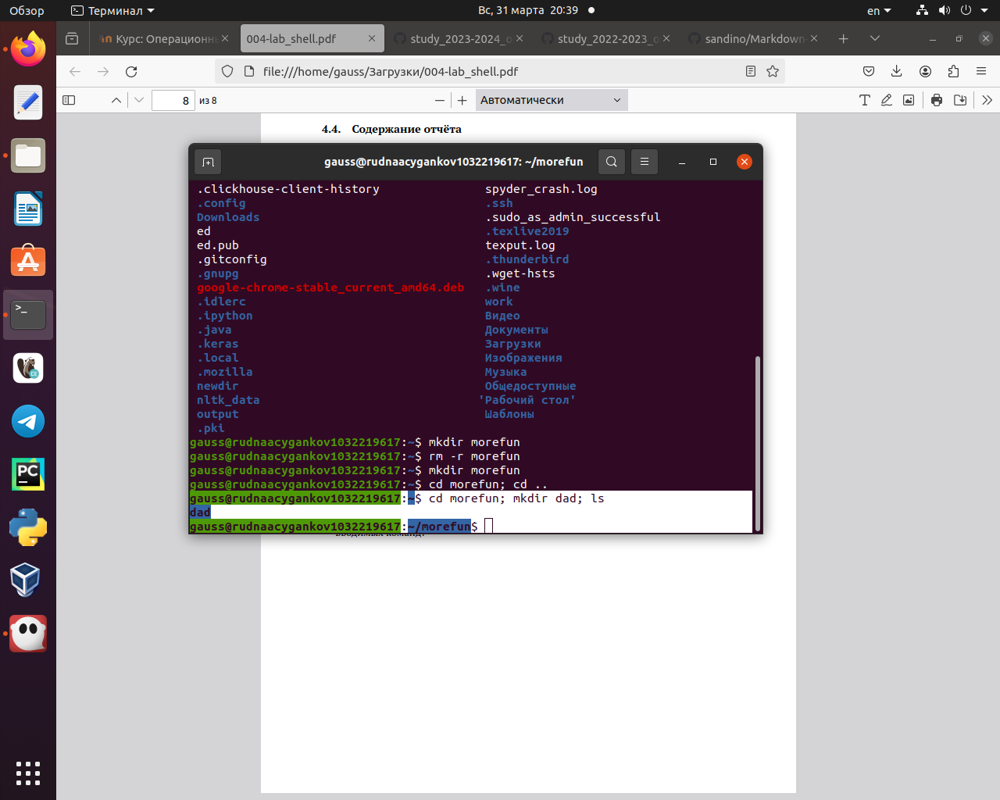 Обзор
Терминал
Вс, 31 марта 20:39
en
Курс: Операционн
004-lab_shell.pdf
study_2023-2024_o
study_2022-2023_o
sandino/Markdown-
file:///home/gauss/Загрузки/004-lab_shell.pdf
8 из 8
Автоматически
4.4. Содержание отчёта
gauss@rudnaacygankov1032219617: ~/morefun
.clickhouse-client-history spyder_crash.log
.config .ssh
Downloads .sudo_as_admin_successful
ed .texlive2019
ed.pub texput.log
.gitconfig .thunderbird
.gnupg .wget-hsts
google-chrome-stable_current_amd64.deb .wine
.idlerc work
.ipython Видео
.java Документы
.keras Загрузки
.local Изображения
.mozilla Музыка
newdir Общедоступные
nltk_data 'Рабочий стол'
output Шаблоны
.pki
gauss@rudnaacygankov1032219617:~$ mkdir morefun
gauss@rudnaacygankov1032219617:~$ rm -r morefun
gauss@rudnaacygankov1032219617:~$ mkdir morefun
gauss@rudnaacygankov1032219617:~$ cd morefun; cd ..
gauss@rudnaacygankov1032219617:~$ cd morefun; mkdir dad; ls
dad
gauss@rudnaacygankov1032219617:~/morefun$
вводимых команд?